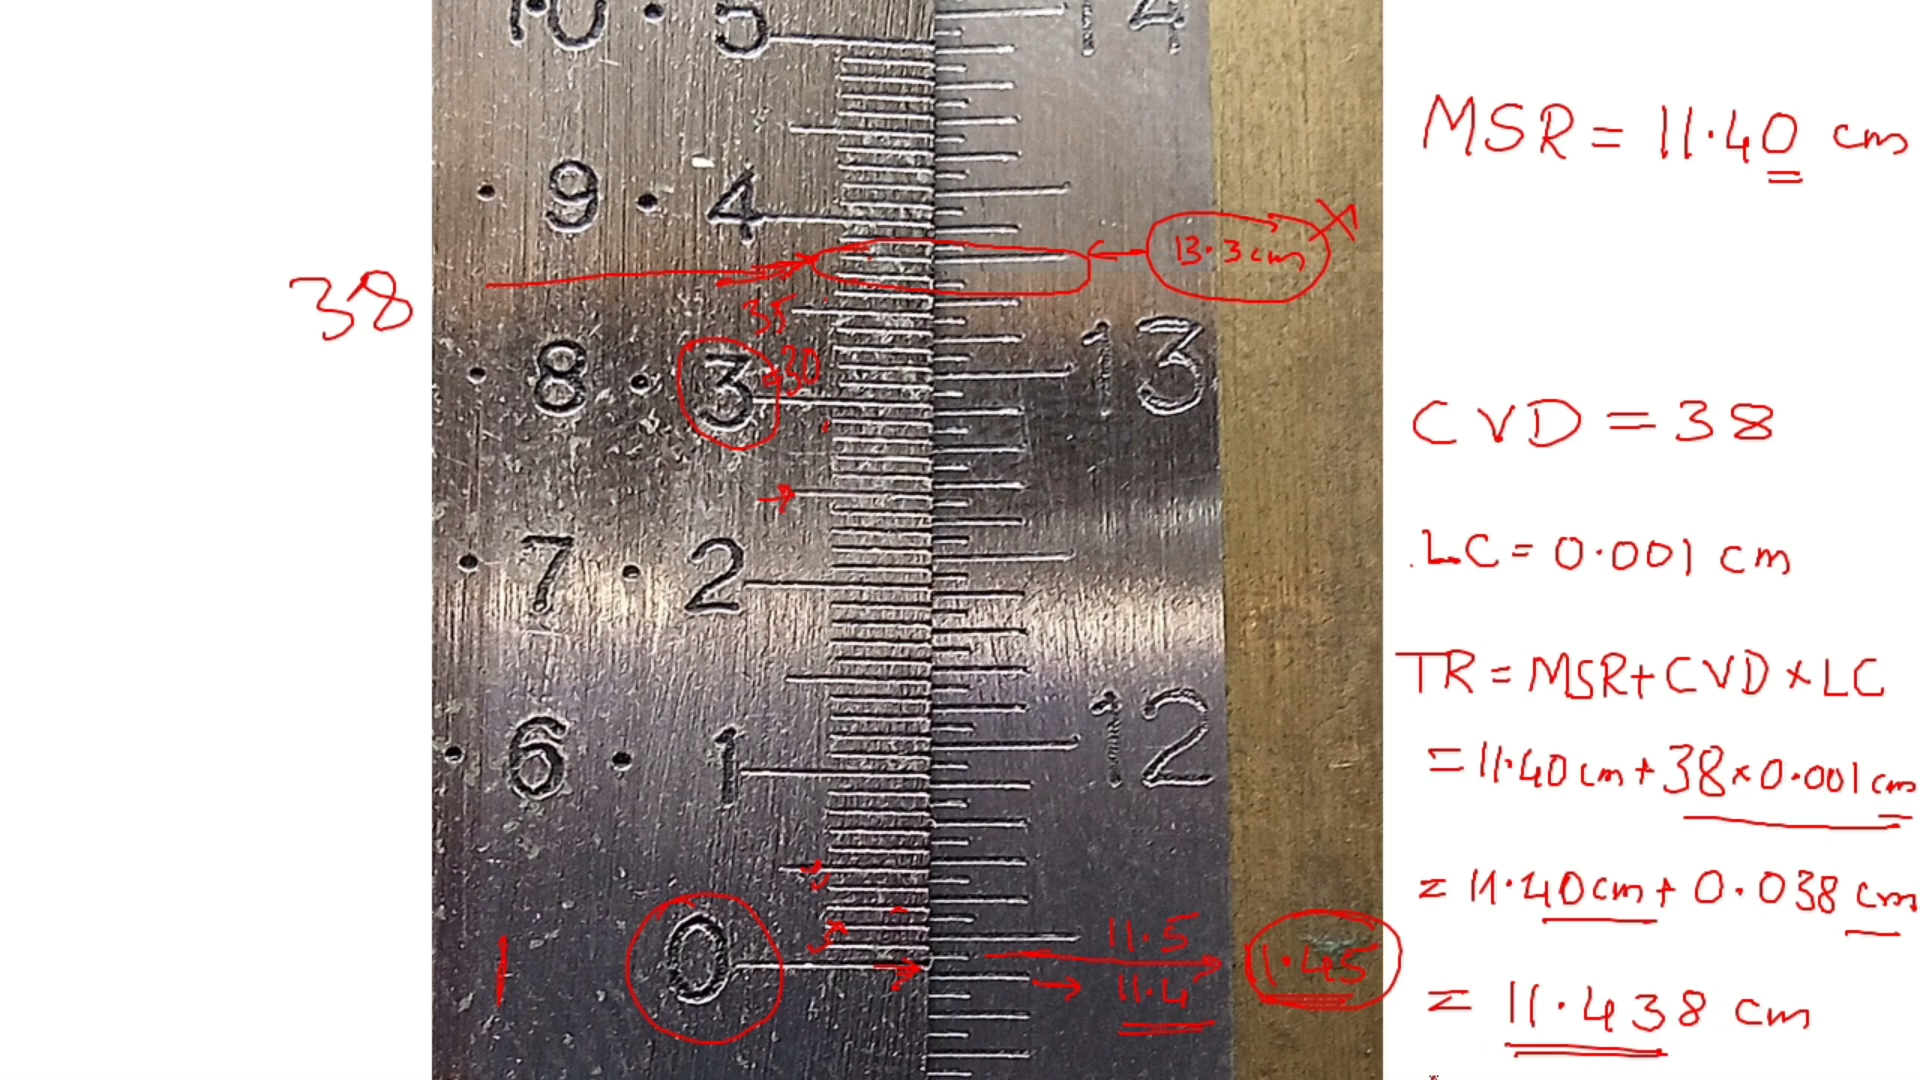 10 . 5
14
MSR = 11.40 cm
. 9 . 4
13.3 cm
38
35
13
. 8 . 3
30
CVD = 38
. 7 . 2
LC = 0.001 cm
TR = MSR + CVD × LC
12
. 6 . 1
= 11.40 cm + 38 × 0.001 cm
= 11.40 cm + 0.038 cm
0
11.5
11.4
1.45
= 11.438 cm